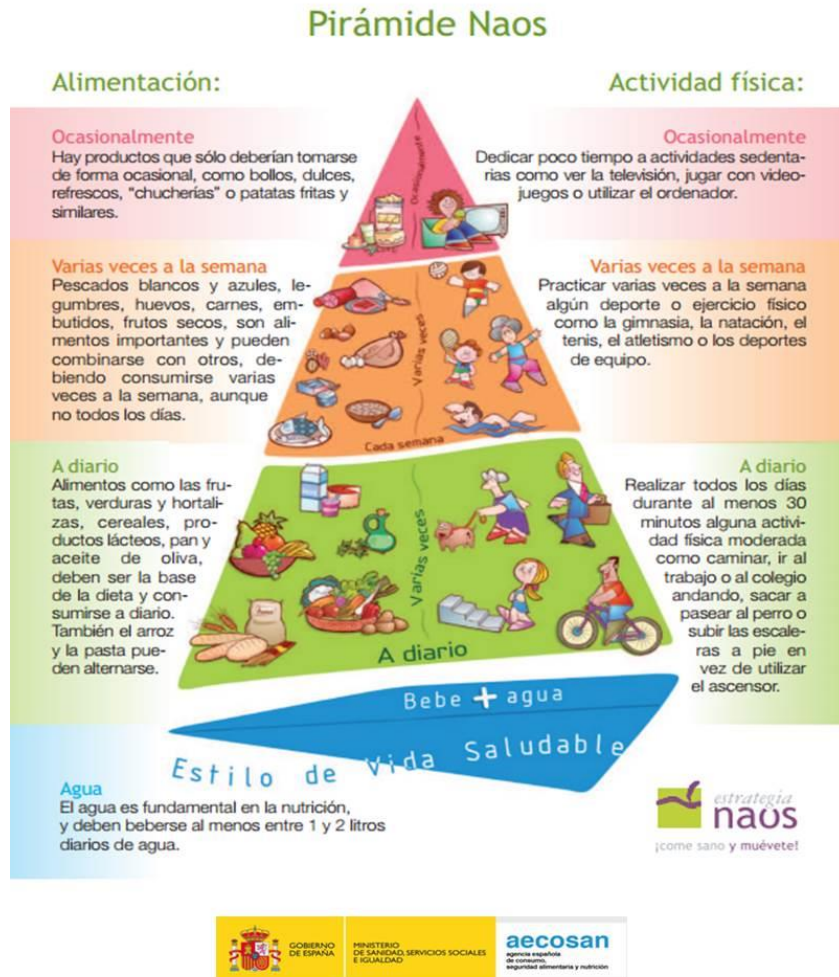 Pirámide Naos
Alimentación:
Actividad física:
Ocasionalmente
Hay productos que sólo deberían tomarse
de forma ocasional, como bollos, dulces,
refrescos, “chucherías” o patatas fritas y
similares.
Ocasionalmente
Dedicar poco tiempo a actividades sedenta-
rias como ver la televisión, jugar con video-
juegos o utilizar el ordenador.
Ocasionalmente
Varias veces a la semana
Pescados blancos y azules, le-
gumbres, huevos, carnes, em-
butidos, frutos secos, son ali-
mentos importantes y pueden
combinarse con otros, de-
biendo consumirse varias
veces a la semana, aunque
no todos los días.
Varias veces a la semana
Practicar varias veces a la semana
algún deporte o ejercicio físico
como la gimnasia, la natación, el
tenis, el atletismo o los deportes
de equipo.
Varias veces
Cada semana
A diario
Alimentos como las fru-
tas, verduras y hortali-
zas, cereales, pro-
ductos lácteos, pan y
aceite de oliva,
deben ser la base
de la dieta y con-
sumirse a diario.
También el arroz
y la pasta pue-
den alternarse.
A diario
Realizar todos los días
durante al menos 30
minutos alguna activi-
dad física moderada
como caminar, ir al
trabajo o al colegio
andando, sacar a
pasear al perro o
subir las escale-
ras a pie en
vez de utilizar
el ascensor.
Varias veces
A diario
Bebe + agua
Estilo de Vida Saludable
Agua
El agua es fundamental en la nutrición,
y deben beberse al menos entre 1 y 2 litros
diarios de agua.
estrategia
naos
¡come sano y muévete!
GOBIERNO
DE ESPAÑA
MINISTERIO
DE SANIDAD, SERVICIOS SOCIALES
E IGUALDAD
aecosan
agencia española
de consumo,
seguridad alimentaria y nutrición